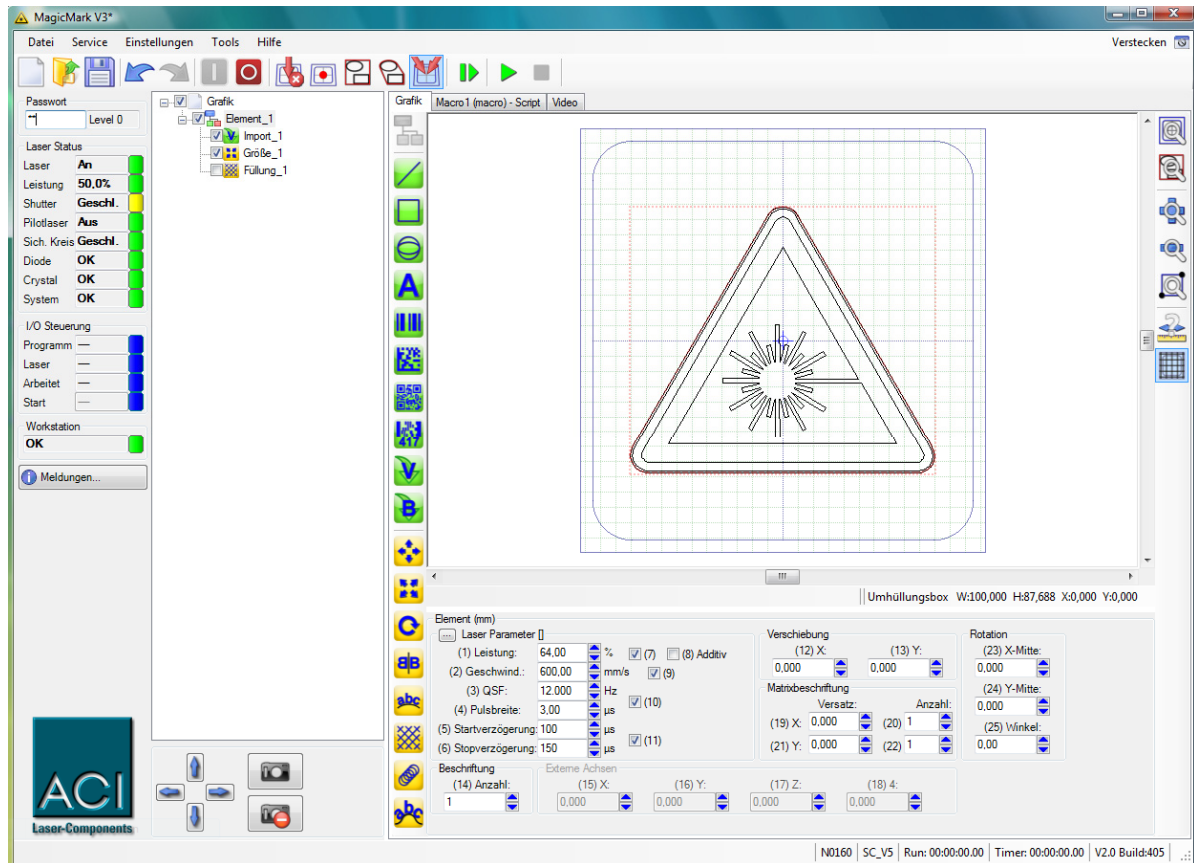 MagicMark V3*
Datei Service Einstellungen Tools Hilfe
Verstecken
Passwort
** Level 0
Laser Status
Laser An
Leistung 50,0%
Shutter Geschl.
Pilotlaser Aus
Sich. Kreis Geschl.
Diode OK
Crystal OK
System OK
I/O Steuerung
Programm —
Laser —
Arbeitet —
Start —
Workstation
OK
Meldungen...
ACI
Laser-Components
Grafik
Element_1
Import_1
Größe_1
Füllung_1
Grafik Macro1 (macro) - Script Video
A
417
V
B
B|B
abc
abc
Umhüllungsbox W:100,000 H:87,688 X:0,000 Y:0,000
Element (mm)
... Laser Parameter []
(1) Leistung: 64,00 % (7) (8) Additiv
(2) Geschwind.: 600,00 mm/s (9)
(3) QSF: 12.000 Hz
(4) Pulsbreite: 3,00 µs (10)
(5) Startverzögerung: 100 µs
(6) Stopverzögerung: 150 µs (11)
Verschiebung
(12) X: (13) Y:
0,000 0,000
Matrixbeschriftung
Versatz: Anzahl:
(19) X: 0,000 (20) 1
(21) Y: 0,000 (22) 1
Rotation
(23) X-Mitte:
0,000
(24) Y-Mitte:
0,000
(25) Winkel:
0,00
Beschriftung
(14) Anzahl:
1
Externe Achsen
(15) X: (16) Y: (17) Z: (18) 4:
0,000 0,000 0,000 0,000
N0160 SC_V5 Run: 00:00:00.00 Timer: 00:00:00.00 V2.0 Build:405